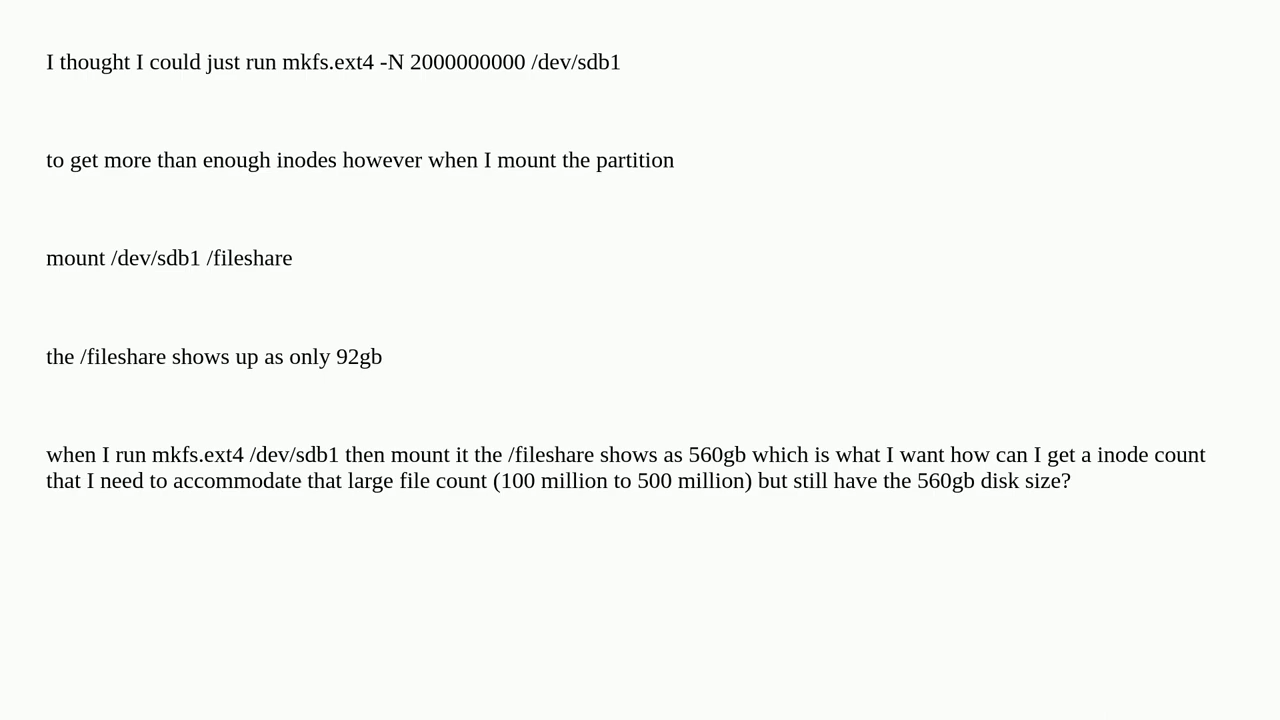 I thought I could just run mkfs.ext4 -N 2000000000 /dev/sdb1
to get more than enough inodes however when I mount the partition
mount /dev/sdb1 /fileshare
the /fileshare shows up as only 92gb
when I run mkfs.ext4 /dev/sdb1 then mount it the /fileshare shows as 560gb which is what I want how can I get a inode count
that I need to accommodate that large file count (100 million to 500 million) but still have the 560gb disk size?